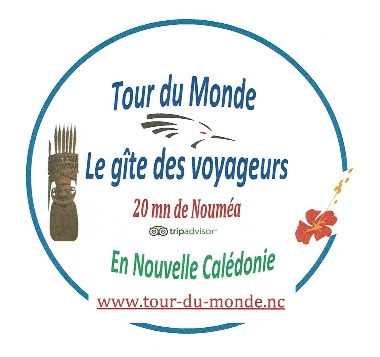 Tour du Monde
Le gîte des voyageurs
20 mn de Nouméa
tripadvisor®
En Nouvelle Calédonie
www.tour-du-monde.nc